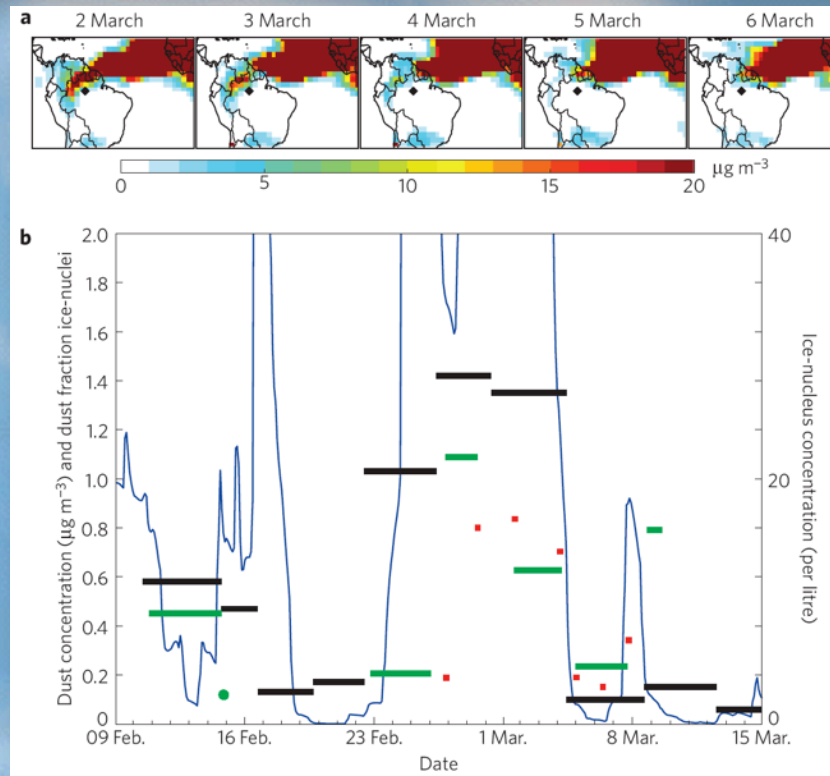 a
2 March
3 March
4 March
5 March
6 March
0
5
10
15
20
µg m⁻³
b
2.0
1.8
1.6
1.4
1.2
1.0
0.8
0.6
0.4
0.2
0
40
20
0
Dust concentration (µg m⁻³) and dust fraction ice-nuclei
Ice-nucleus concentration (per litre)
09 Feb.
16 Feb.
23 Feb.
1 Mar.
8 Mar.
15 Mar.
Date